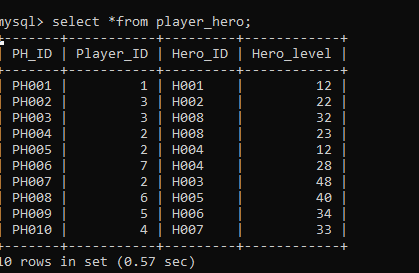 mysql> select *from player_hero;
+-------+-----------+---------+------------+
| PH_ID | Player_ID | Hero_ID | Hero_level |
+-------+-----------+---------+------------+
| PH001 |         1 | H001    |         12 |
| PH002 |         3 | H002    |         22 |
| PH003 |         3 | H008    |         32 |
| PH004 |         2 | H008    |         23 |
| PH005 |         2 | H004    |         12 |
| PH006 |         7 | H004    |         28 |
| PH007 |         2 | H003    |         48 |
| PH008 |         6 | H005    |         40 |
| PH009 |         5 | H006    |         34 |
| PH010 |         4 | H007    |         33 |
+-------+-----------+---------+------------+
10 rows in set (0.57 sec)